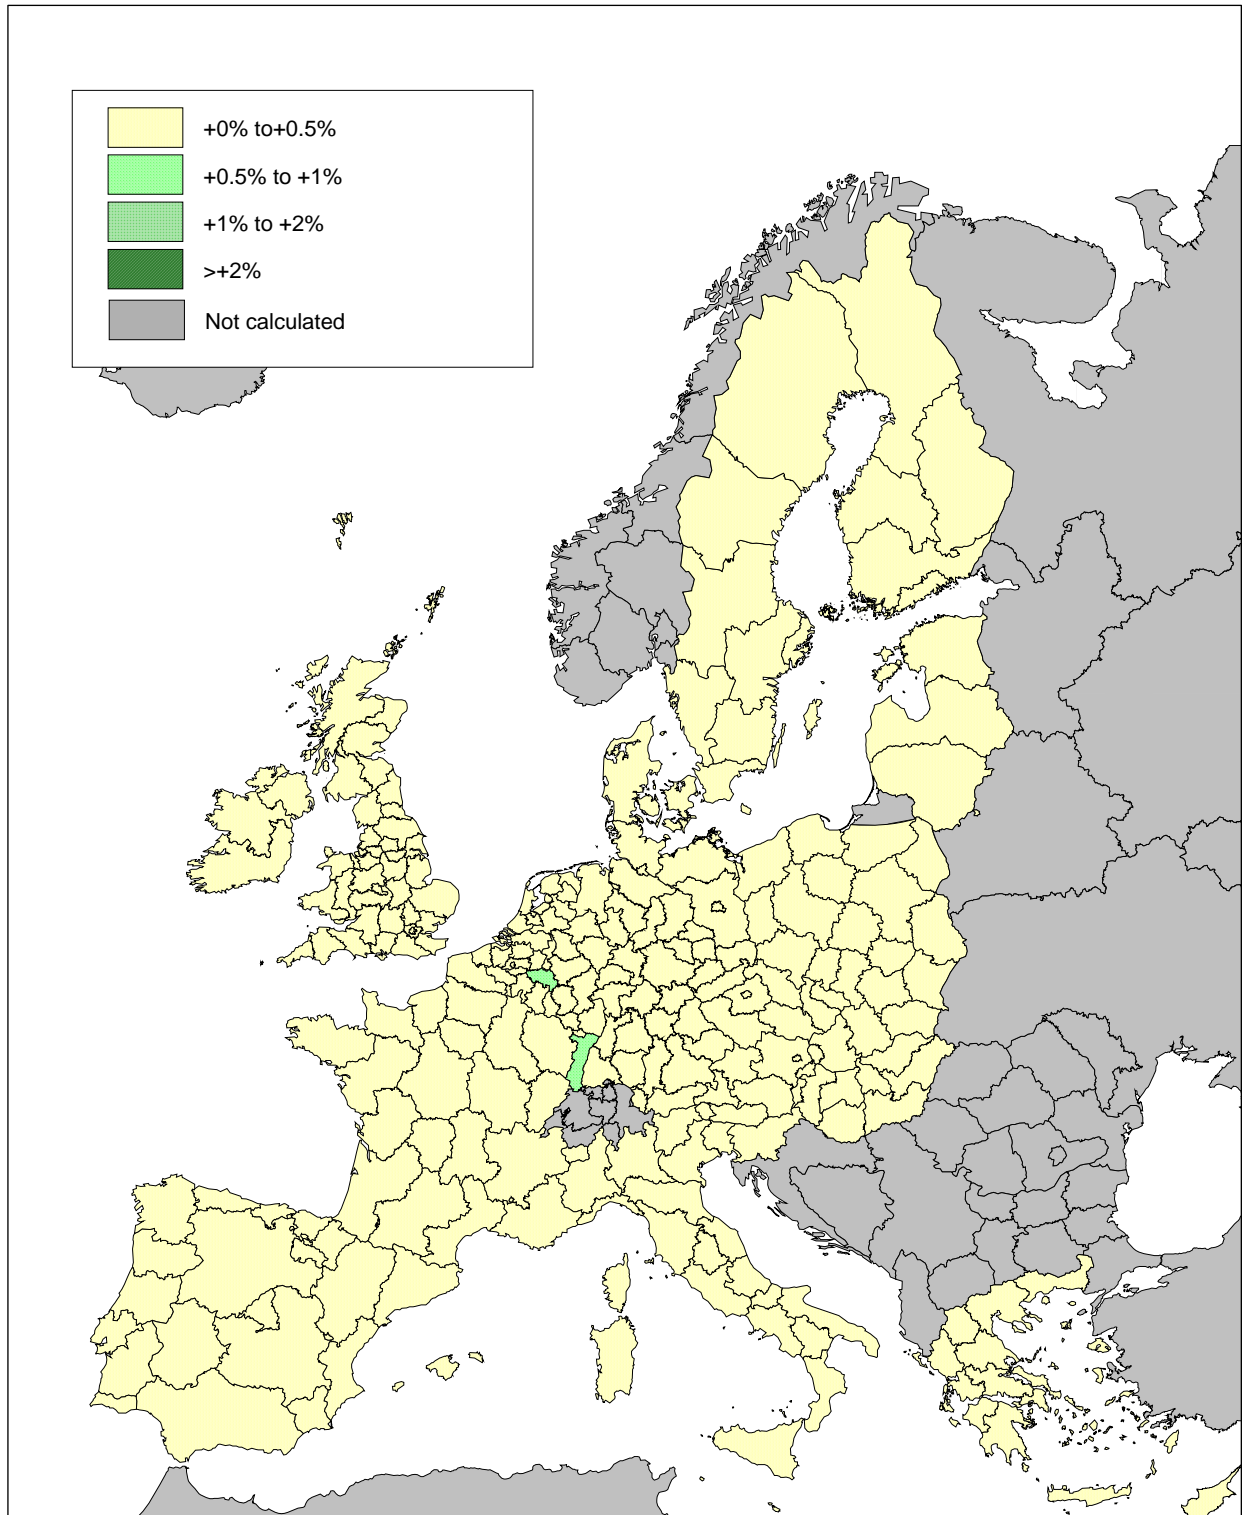 +0% to+0.5%
+0.5% to +1%
+1% to +2%
>+2%
Not calculated